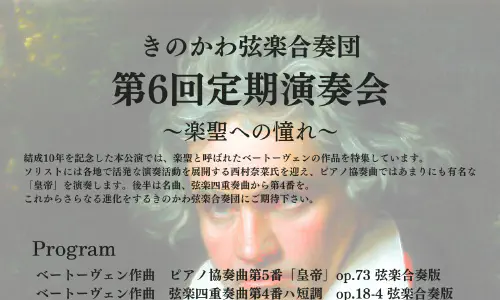 きのかわ弦楽合奏団
第6回定期演奏会
～楽聖への憧れ～
結成10年を記念した本公演では、楽聖と呼ばれたベートーヴェンの作品を特集しています。
ソリストには各地で活発な演奏活動を展開する西村奈菜氏を迎え、ピアノ協奏曲ではあまりにも有名な
「皇帝」を演奏します。後半は名曲、弦楽四重奏曲から第4番を。
これからさらなる進化をするきのかわ弦楽合奏団にご期待下さい。
Program
ベートーヴェン作曲　ピアノ協奏曲第5番「皇帝」op.73 弦楽合奏版
ベートーヴェン作曲　弦楽四重奏曲第4番ハ短調　op.18-4 弦楽合奏版